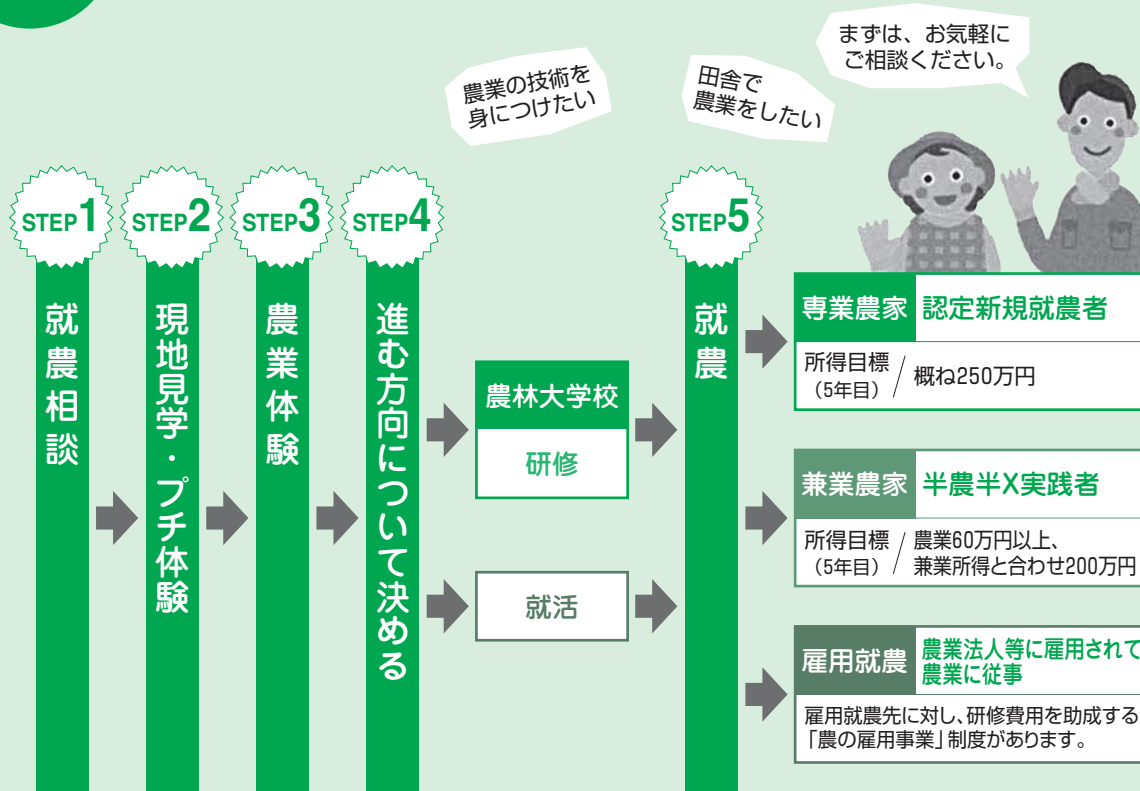 まずは、お気軽に
ご相談ください。
農業の技術を
身につけたい
田舎で
農業をしたい
STEP1
就農相談
STEP2
現地見学・プチ体験
STEP3
農業体験
STEP4
進む方向について決める
農林大学校
研修
就活
STEP5
就農
専業農家 認定新規就農者
所得目標（5年目）/ 概ね250万円
兼業農家 半農半X実践者
所得目標（5年目）/ 農業60万円以上、
兼業所得と合わせ200万円
雇用就農 農業法人等に雇用されて
農業に従事
雇用就農先に対し、研修費用を助成する
「農の雇用事業」制度があります。